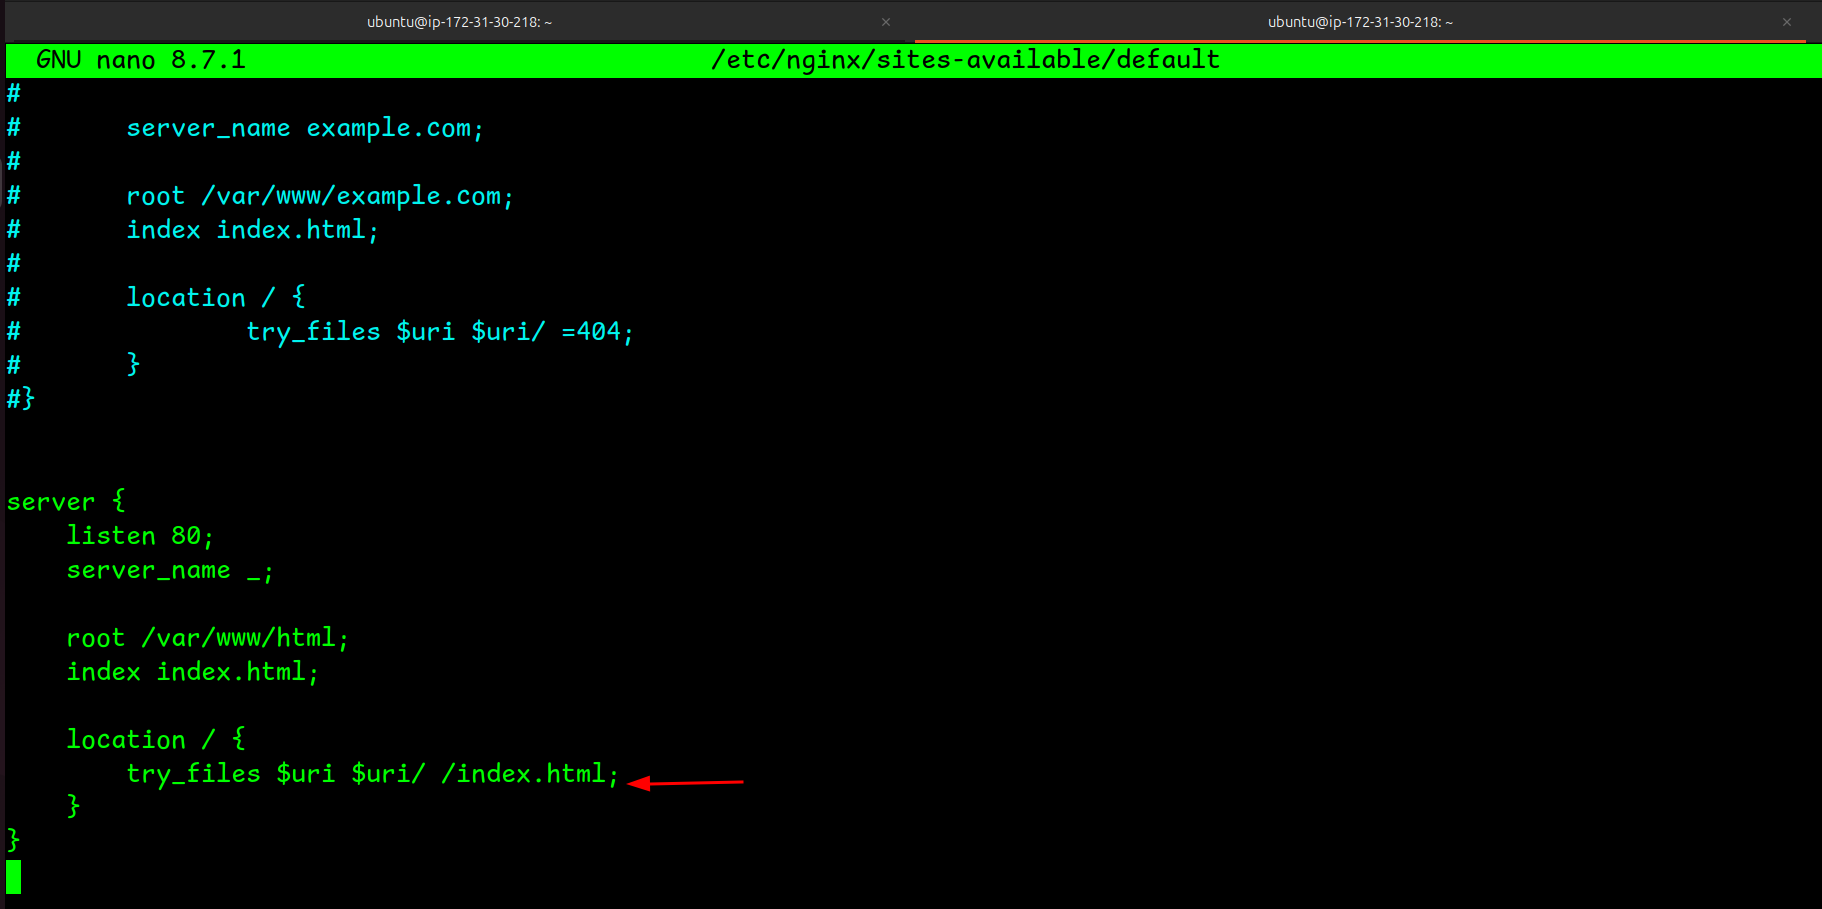 ubuntu@ip-172-31-30-218: ~ × ubuntu@ip-172-31-30-218: ~ ×
GNU nano 8.7.1 /etc/nginx/sites-available/default
#
# server_name example.com;
#
# root /var/www/example.com;
# index index.html;
#
# location / {
# try_files $uri $uri/ =404;
# }
#}
server {
listen 80;
server_name _;
root /var/www/html;
index index.html;
location / {
try_files $uri $uri/ /index.html;
}
}